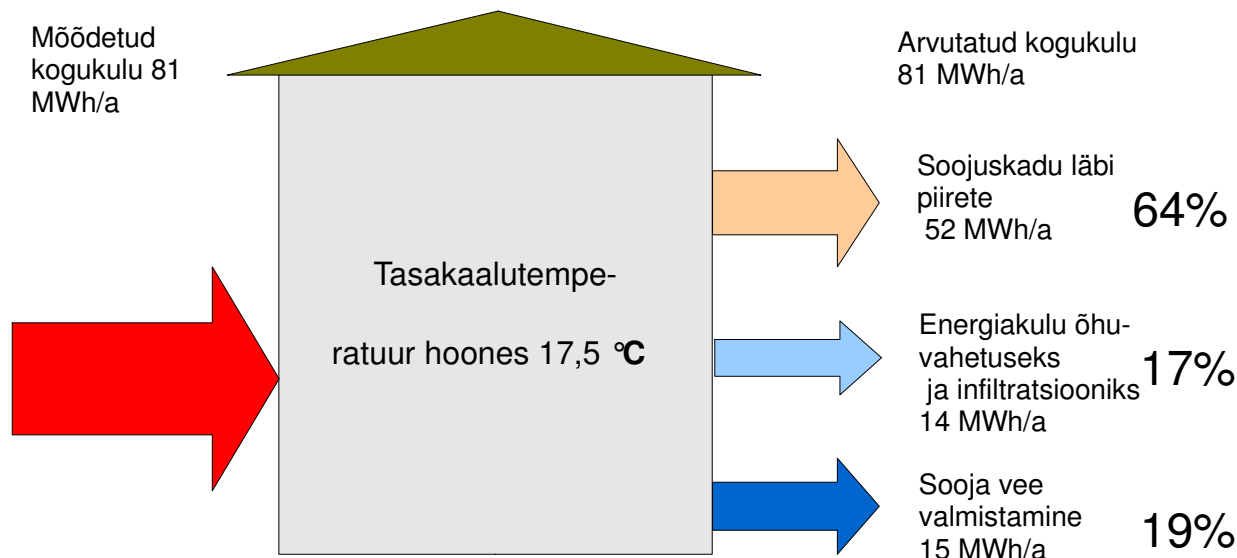 Mõõdetud
kogukulu 81
MWh/a
Tasakaalutempe-
ratuur hoones 17,5 °C
Arvutatud kogukulu
81 MWh/a
Soojuskadu läbi
piirete
52 MWh/a
64%
Energiakulu õhu-
vahetuseks
ja infiltratsiooniks
14 MWh/a
17%
Sooja vee
valmistamine
15 MWh/a
19%